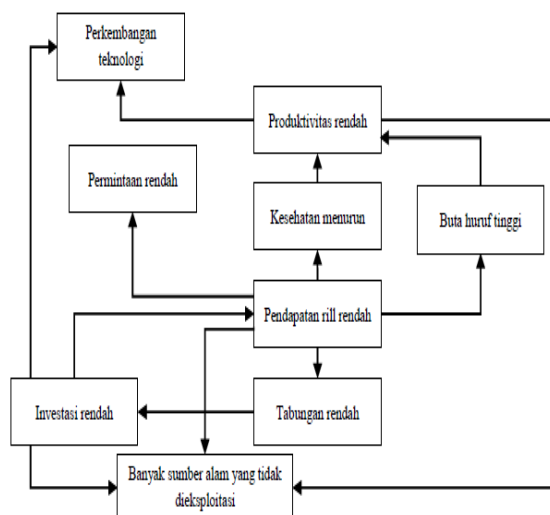 Perkembangan
teknologi
Produktivitas rendah
Permintaan rendah
Kesehatan menurun
Buta huruf tinggi
Pendapatan rill rendah
Investasi rendah
Tabungan rendah
Banyak sumber alam yang tidak
dieksploitasi